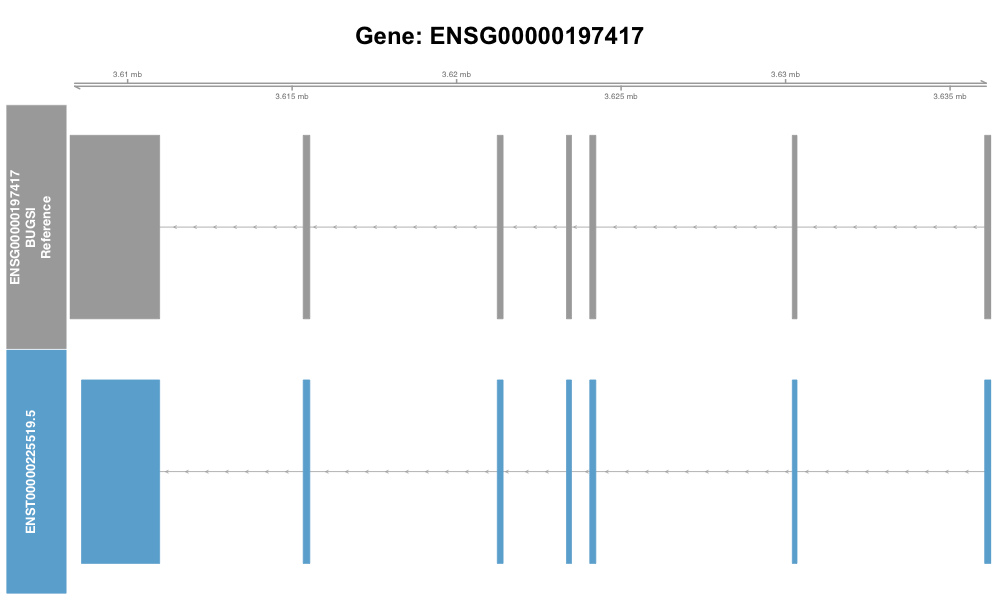 Gene: ENSG00000197417
3.61 mb
3.62 mb
3.63 mb
3.615 mb
3.625 mb
3.635 mb
ENSG00000197417
BUGSI
Reference
ENST00000225519.5